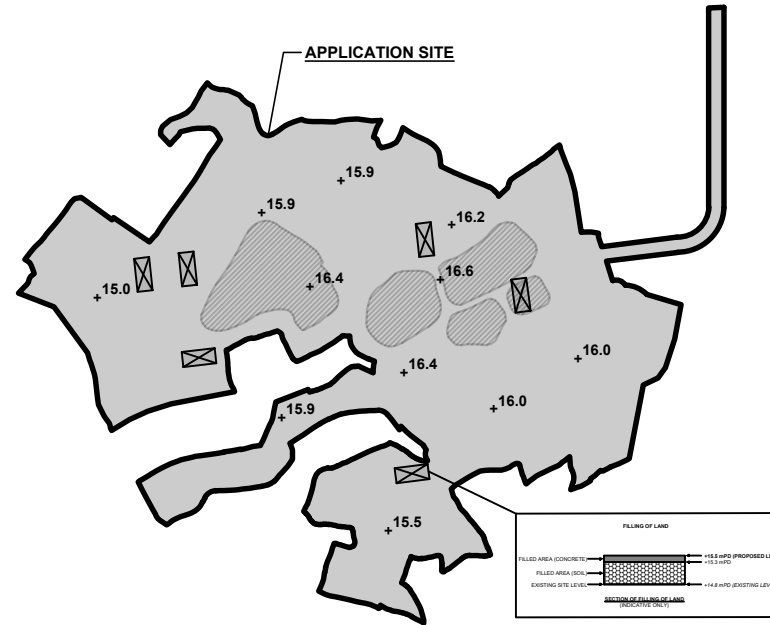 APPLICATION SITE
+15.9
+15.9
+16.2
+16.4
+16.6
+15.0
+16.0
+16.4
+16.0
+15.9
+15.5
FILLING OF LAND
FILLED AREA (CONCRETE)
+15.5 mPD (PROPOSED LE
+15.3 mPD
FILLED AREA (SOIL)
EXISTING SITE LEVEL
+14.8 mPD (EXISTING LEV
SECTION OF FILLING OF LAND
(INDICATIVE ONLY)